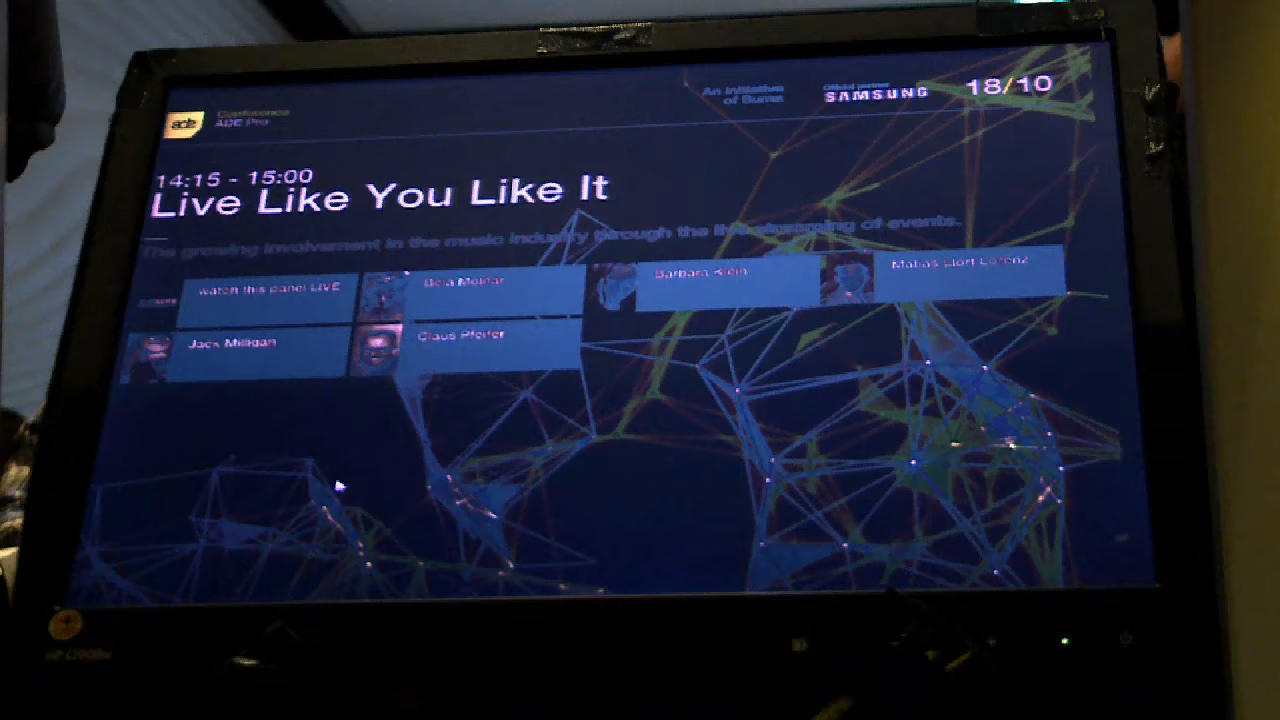 ade
Conference
ADE Pro
An initiative
of Buma
Official partner
SAMSUNG
18/10
14:15 - 15:00
Live Like You Like It
The growing involvement in the music industry through the live streaming of events.
watch this panel LIVE
Barbara Klein
Jack Milligan
Claus Pfeifer